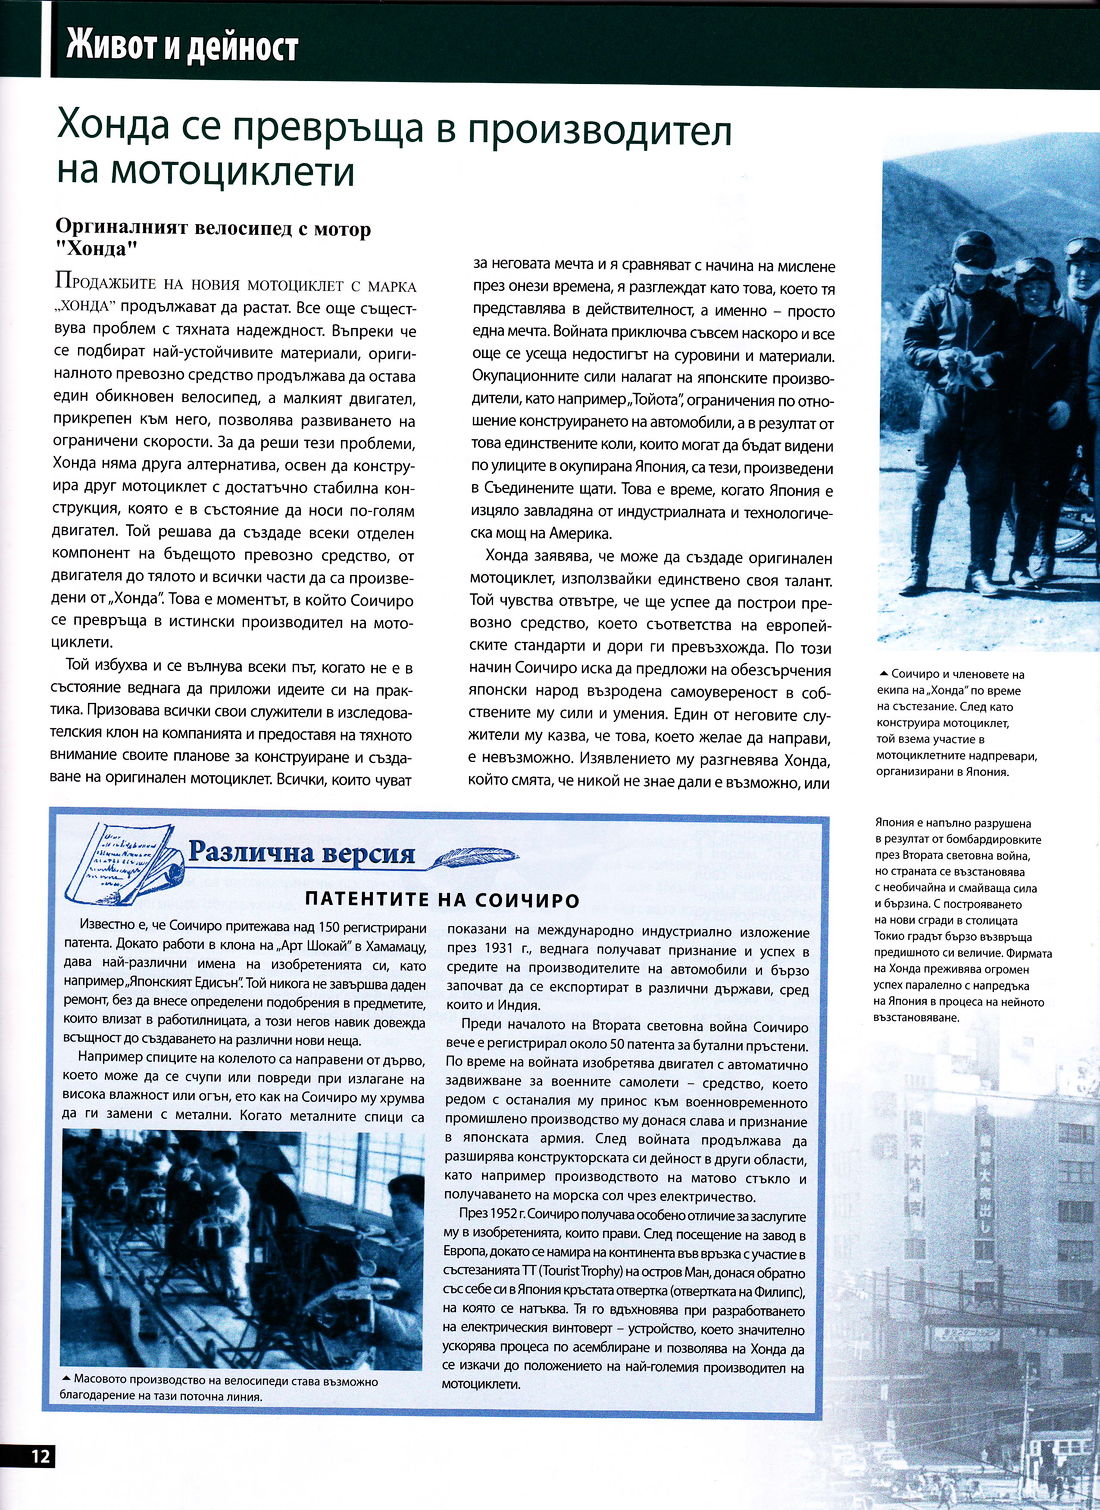 Живот и дейност
Хонда се превръща в производител
на мотоциклети
Оргиналният велосипед с мотор
"Хонда"
Продажбите на новия мотоциклет с марка
„Хонда“ продължават да растат. Все още същест-
вува проблем с тяхната надеждност. Въпреки че
се подбират най-устойчивите материали, ориги-
налното превозно средство продължава да остава
един обикновен велосипед, а малкият двигател,
прикрепен към него, позволява развиването на
ограничени скорости. За да реши тези проблеми,
Хонда няма друга алтернатива, освен да констру-
ира друг мотоциклет с достатъчно стабилна кон-
струкция, която е в състояние да носи по-голям
двигател. Той решава да създаде всеки отделен
компонент на бъдещото превозно средство, от
двигателя до тялото и всички части да са произве-
дени от „Хонда“. Това е моментът, в който Соичиро
се превръща в истински производител на мото-
циклети.
Той избухва и се вълнува всеки път, когато не е в
състояние веднага да приложи идеите си на прак-
тика. Призовава всички свои служители в изследова-
телския клон на компанията и предоставя на тяхното
внимание своите планове за конструиране и създа-
ване на оригинален мотоциклет. Всички, които чуват
за неговата мечта и я сравняват с начина на мислене
през онези времена, я разглеждат като това, което тя
представлява в действителност, а именно – просто
една мечта. Войната приключва съвсем наскоро и все
още се усеща недостигът на суровини и материали.
Окупационните сили налагат на японските произво-
дители, като например „Тойота“, ограничения по отно-
шение конструирането на автомобили, а в резултат от
това единствените коли, които могат да бъдат видени
по улиците в окупирана Япония, са тези, произведени
в Съединените щати. Това е време, когато Япония е
изцяло завладяна от индустриалната и технологиче-
ска мощ на Америка.
Хонда заявява, че може да създаде оригинален
мотоциклет, използвайки единствено своя талант.
Той чувства отвътре, че ще успее да построи пре-
возно средство, което съответства на европей-
ските стандарти и дори ги превъзхожда. По този
начин Соичиро иска да предложи на обезсърчения
японски народ възродена самоувереност в соб-
ствените му сили и умения. Един от неговите слу-
жители му казва, че това, което желае да направи,
е невъзможно. Изявлението му разгневява Хонда,
който смята, че никой не знае дали е възможно, или
Соичиро и членовете на
екипа на „Хонда“ по време
на състезание. След като
конструира мотоциклет,
той взема участие в
мотоциклетните надпревари,
организирани в Япония.
Япония е напълно разрушена
в резултат от бомбардировките
през Втората световна война,
но страната се възстановява
с необичайна и смайваща сила
и бързина. С построяването
на нови сгради в столицата
Токио градът бързо възвръща
предишното си величие. Фирмата
на Хонда преживява огромен
успех паралелно с напредъка
на Япония в процеса на нейното
възстановяване.
Различна версия
ПАТЕНТИТЕ НА СОИЧИРО
Известно е, че Соичиро притежава над 150 регистрирани
патента. Докато работи в клона на „Арт Шокай“ в Хамамацу,
дава най-различни имена на изобретенията си, като
например „Японският Едисън“. Той никога не завършва даден
ремонт, без да внесе определени подобрения в предметите,
които влизат в работилницата, а този негов навик довежда
всъщност до създаването на различни нови неща.
Например спиците на колелото са направени от дърво,
което може да се счупи или повреди при излагане на
висока влажност или огън, ето как на Соичиро му хрумва
да ги замени с метални. Когато металните спици са
показани на международно индустриално изложение
през 1931 г., веднага получават признание и успех в
средите на производителите на автомобили и бързо
започват да се експортират в различни държави, сред
които и Индия.
Преди началото на Втората световна война Соичиро
вече е регистрирал около 50 патента за бутални пръстени.
По време на войната изобретява двигател с автоматично
задвижване за военните самолети – средство, което
редом с останалия му принос към военновременното
промишлено производство му донася слава и признание
в японската армия. След войната продължава да
разширява конструкторската си дейност в други области,
като например производството на матово стъкло и
получаването на морска сол чрез електричество.
През 1952 г. Соичиро получава особено отличие за заслугите
му в изобретенията, които прави. След посещение на завод в
Европа, докато се намира на континента във връзка с участие в
състезанията TT (Tourist Trophy) на остров Ман, донася обратно
със себе си в Япония кръстата отвертка (отвертката на Филипс),
на която се натъква. Тя го вдъхновява при разработването
на електрическия винтоверт – устройство, което значително
ускорява процеса по асемблиране и позволява на Хонда да
се изкачи до положението на най-големия производител на
мотоциклети.
Масовото производство на велосипеди става възможно
благодарение на тази поточна линия.
12